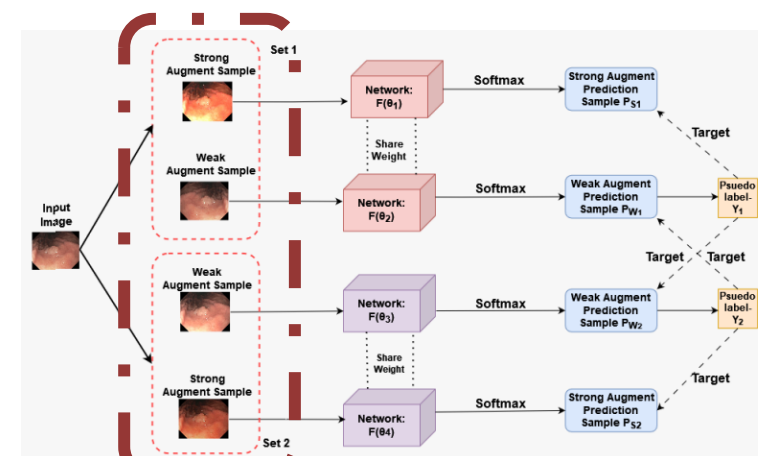 Set 1
Strong
Augment Sample
Weak
Augment Sample
Input
Image
Weak
Augment Sample
Strong
Augment Sample
Set 2
Network:
F(θ1)
Share
Weight
Network:
F(θ2)
Network:
F(θ3)
Share
Weight
Network:
F(θ4)
Softmax
Softmax
Softmax
Softmax
Strong Augment
Prediction
Sample PS1
Weak Augment
Prediction
Sample PW1
Weak Augment
Prediction
Sample PW2
Strong Augment
Prediction
Sample PS2
Target
Target
Target
Target
Psuedo
label-
Y1
Psuedo
label-
Y2